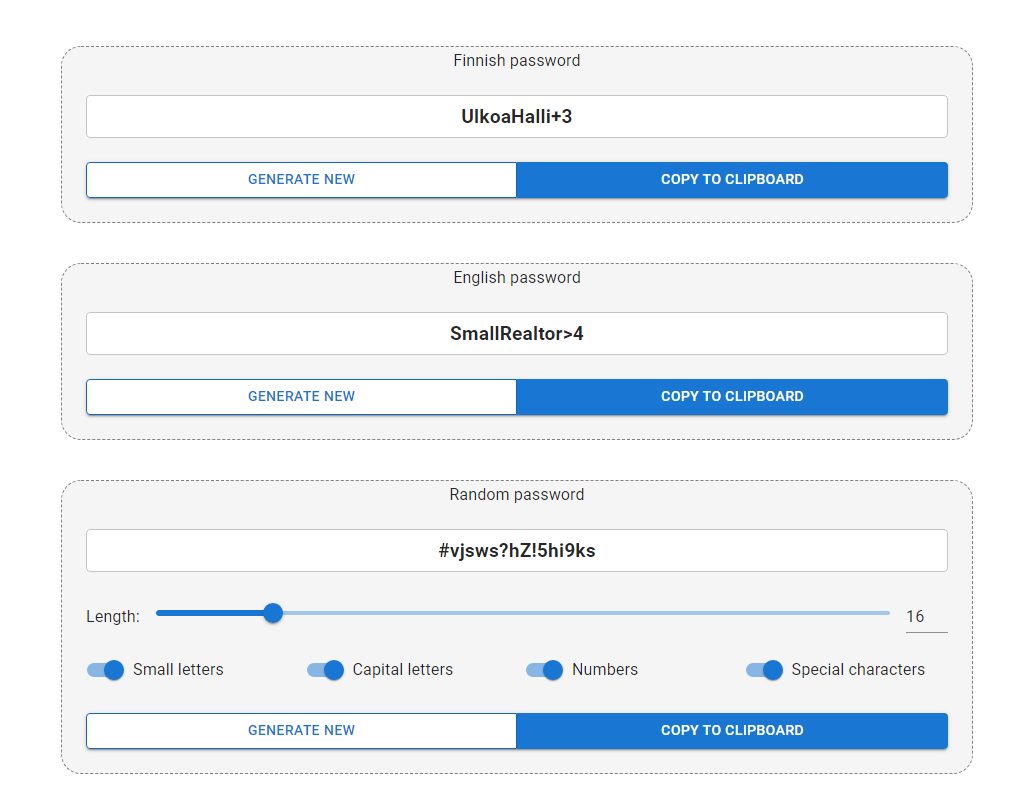 Finnish password
UlkoaHalli+3
GENERATE NEW COPY TO CLIPBOARD
English password
SmallRealtor>4
GENERATE NEW COPY TO CLIPBOARD
Random password
#vjsws?hZ!5hi9ks
Length: 16
Small letters Capital letters Numbers Special characters
GENERATE NEW COPY TO CLIPBOARD